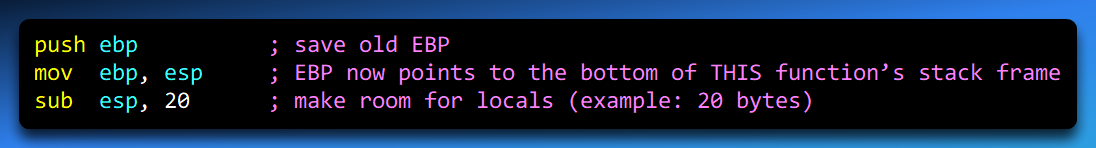 push ebp          ; save old EBP
mov  ebp, esp     ; EBP now points to the bottom of THIS function’s stack frame
sub  esp, 20      ; make room for locals (example: 20 bytes)